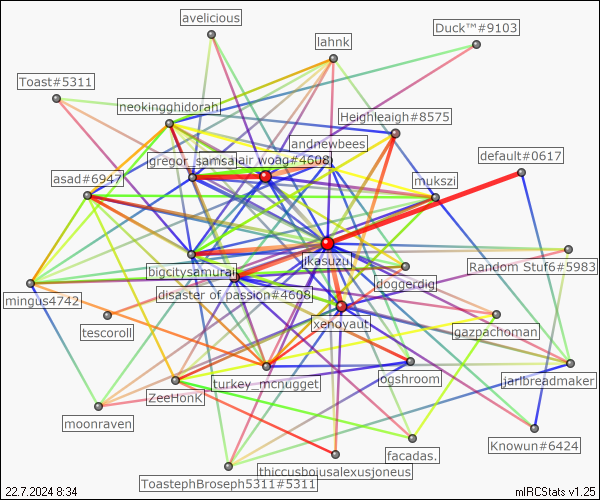 avelicious
Duck™#9103
lahnk
Toast#5311
neokingghidorah
Heighleaigh#8575
andnewbees
gregor_samsa
air woag#4608
default#0617
asad#6947
mukszi
ikasuzu
bigcitysamurai
Random Stuf6#5983
doggerdig
mingus4742
disaster of passion#4608
xenoyaut
gazpachoman
tescoroll
turkey_mcnugget
ogshroom
jarlbreadmaker
ZeeHonk
moonraven
Knowun#6424
facadas.
thiccusbojusalexusjoneus
ToastephBroseph5311#5311
22.7.2024 8:34
mIRCStats v1.25